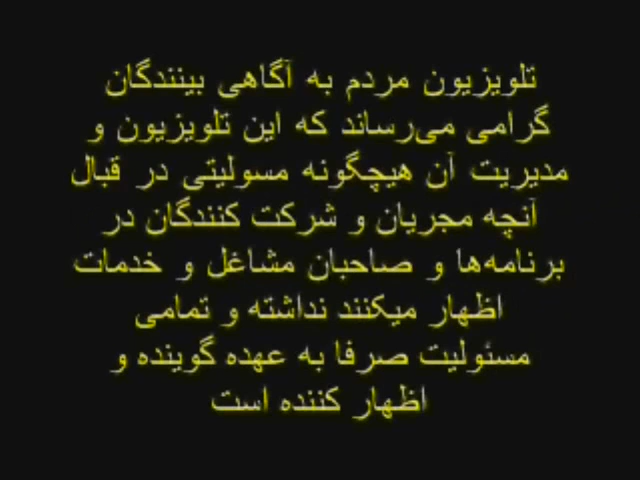 تلویزیون مردم به آگاهی بینندگان
گرامی می‌رساند که این تلویزیون و
مدیریت آن هیچگونه مسولیتی در قبال
آنچه مجریان و شرکت کنندگان در
برنامه‌ها و صاحبان مشاغل و خدمات
اظهار میکنند نداشته و تمامی
مسئولیت صرفا به عهده گوینده و
اظهار کننده است